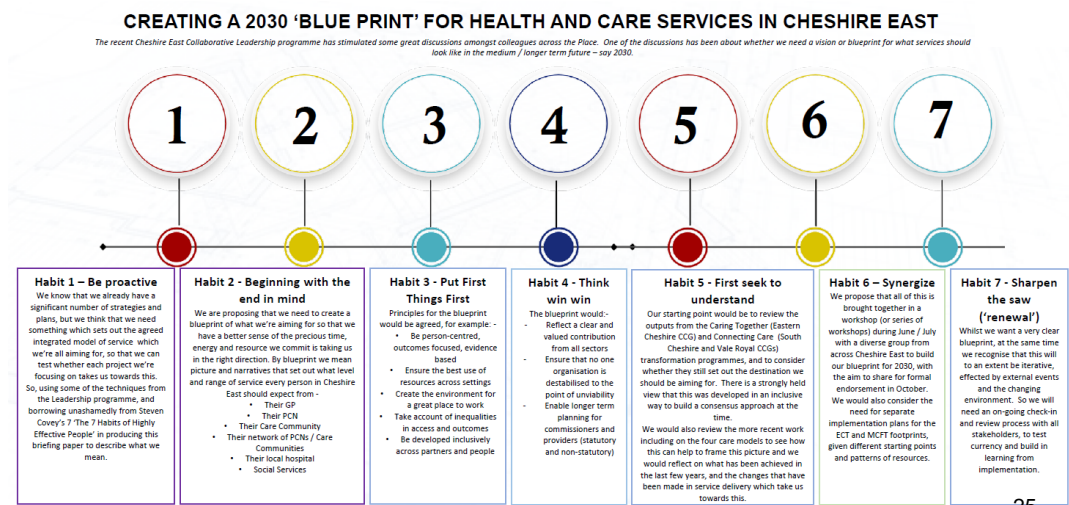 CREATING A 2030 ‘BLUE PRINT’ FOR HEALTH AND CARE SERVICES IN CHESHIRE EAST
The recent Cheshire East Collaborative Leadership programme has stimulated some great discussions amongst colleagues across the Place. One of the discussions has been about whether we need a vision or blueprint for what services should
look like in the medium / longer term future – say 2030.
1
2
3
4
5
6
7
Habit 1 – Be proactive
We know that we already have a
significant number of strategies and
plans, but we think that we need
something which sets out the agreed
integrated model of service which
we’re all aiming for, so that we can
test whether each project we’re
focusing on takes us towards this.
So, using some of the techniques from
the Leadership programme, and
borrowing unashamedly from Steven
Covey’s 7 ‘The 7 Habits of Highly
Effective People’ in producing this
briefing paper to describe what we
mean.
Habit 2 - Beginning with the
end in mind
We are proposing that we need to create a
blueprint of what we’re aiming for so that we
have a better sense of the precious time,
energy and resource we commit is taking us
in the right direction. By blueprint we mean
picture and narratives that set out what level
and range of service every person in Cheshire
East should expect from -
• Their GP
• Their PCN
• Their Care Community
• Their network of PCNs / Care
Communities
• Their local hospital
• Social Services
Habit 3 - Put First
Things First
Principles for the blueprint
would be agreed, for example: -
• Be person-centred,
outcomes focused, evidence
based
• Ensure the best use of
resources across settings
• Create the environment for
a great place to work
• Take account of inequalities
in access and outcomes
• Be developed inclusively
across partners and people
Habit 4 - Think
win win
The blueprint would:-
- Reflect a clear and
valued contribution
from all sectors
- Ensure that no one
organisation is
destabilised to the
point of unviability
- Enable longer term
planning for
commissioners and
providers (statutory
and non-statutory)
Habit 5 - First seek to
understand
Our starting point would be to review the
outputs from the Caring Together (Eastern
Cheshire CCG) and Connecting Care (South
Cheshire and Vale Royal CCGs)
transformation programmes, and to consider
whether they still set out the destination we
should be aiming for. There is a strongly held
view that this was developed in an inclusive
way to build a consensus approach at the
time.
We would also review the more recent work
including on the four care models to see how
this can help to frame this picture and we
would reflect on what has been achieved in
the last few years, and the changes that have
been made in service delivery which take us
towards this.
Habit 6 – Synergize
We propose that all of this is
brought together in a
workshop (or series of
workshops) during June / July
with a diverse group from
across Cheshire East to build
our blueprint for 2030, with
the aim to share for formal
endorsement in October.
We would also consider the
need for separate
implementation plans for the
ECT and MCFT footprints,
given different starting points
and patterns of resources.
Habit 7 - Sharpen
the saw
(‘renewal’)
Whilst we want a very clear
blueprint, at the same time
we recognise that this will
to an extent be iterative,
effected by external events
and the changing
environment. So we will
need an on-going check-in
and review process with all
stakeholders, to test
currency and build in
learning from
implementation.